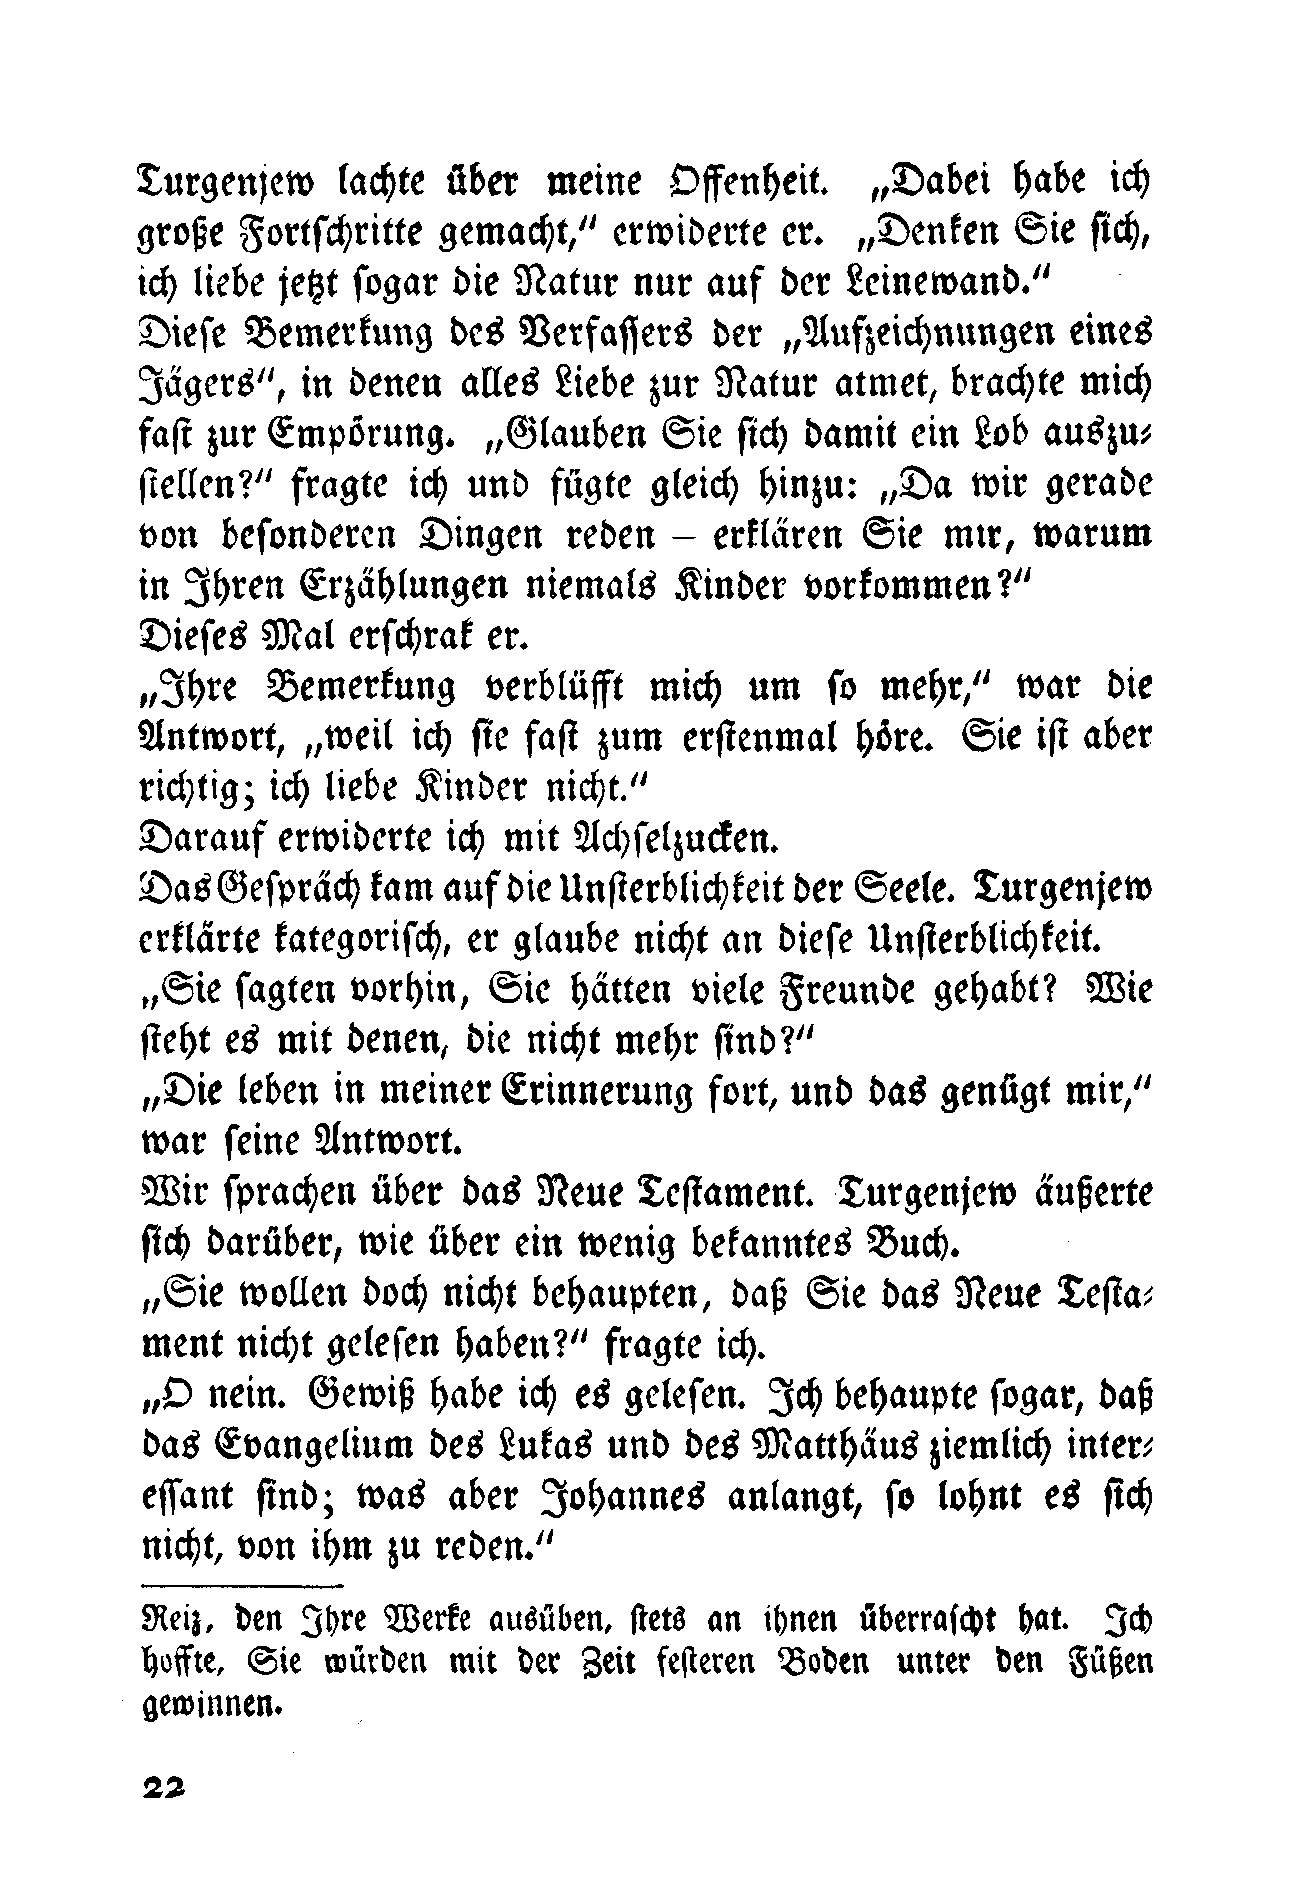 Turgenjew lachte über meine Offenheit. „Dabei habe ich
große Fortschritte gemacht,“ erwiderte er. „Denken Sie sich,
ich liebe jetzt sogar die Natur nur auf der Leinewand.“
Diese Bemerkung des Verfassers der „Aufzeichnungen eines
Jägers“, in denen alles Liebe zur Natur atmet, brachte mich
fast zur Empörung. „Glauben Sie sich damit ein Lob auszu-
stellen?“ fragte ich und fügte gleich hinzu: „Da wir gerade
von besonderen Dingen reden – erklären Sie mir, warum
in Ihren Erzählungen niemals Kinder vorkommen?“
Dieses Mal erschrak er.
„Ihre Bemerkung verblüfft mich um so mehr,“ war die
Antwort, „weil ich sie fast zum erstenmal höre. Sie ist aber
richtig; ich liebe Kinder nicht.“
Darauf erwiderte ich mit Achselzucken.
Das Gespräch kam auf die Unsterblichkeit der Seele. Turgenjew
erklärte kategorisch, er glaube nicht an diese Unsterblichkeit.
„Sie sagten vorhin, Sie hätten viele Freunde gehabt? Wie
steht es mit denen, die nicht mehr sind?“
„Die leben in meiner Erinnerung fort, und das genügt mir,“
war seine Antwort.
Wir sprachen über das Neue Testament. Turgenjew äußerte
sich darüber, wie über ein wenig bekanntes Buch.
„Sie wollen doch nicht behaupten, daß Sie das Neue Testa-
ment nicht gelesen haben?“ fragte ich.
„O nein. Gewiß habe ich es gelesen. Ich behaupte sogar, daß
das Evangelium des Lukas und des Matthäus ziemlich inter-
essant sind; was aber Johannes anlangt, so lohnt es sich
nicht, von ihm zu reden.“
Reiz, den Ihre Werke ausüben, stets an ihnen überrascht hat. Ich
hoffte, Sie würden mit der Zeit festeren Boden unter den Füßen
gewinnen.
22